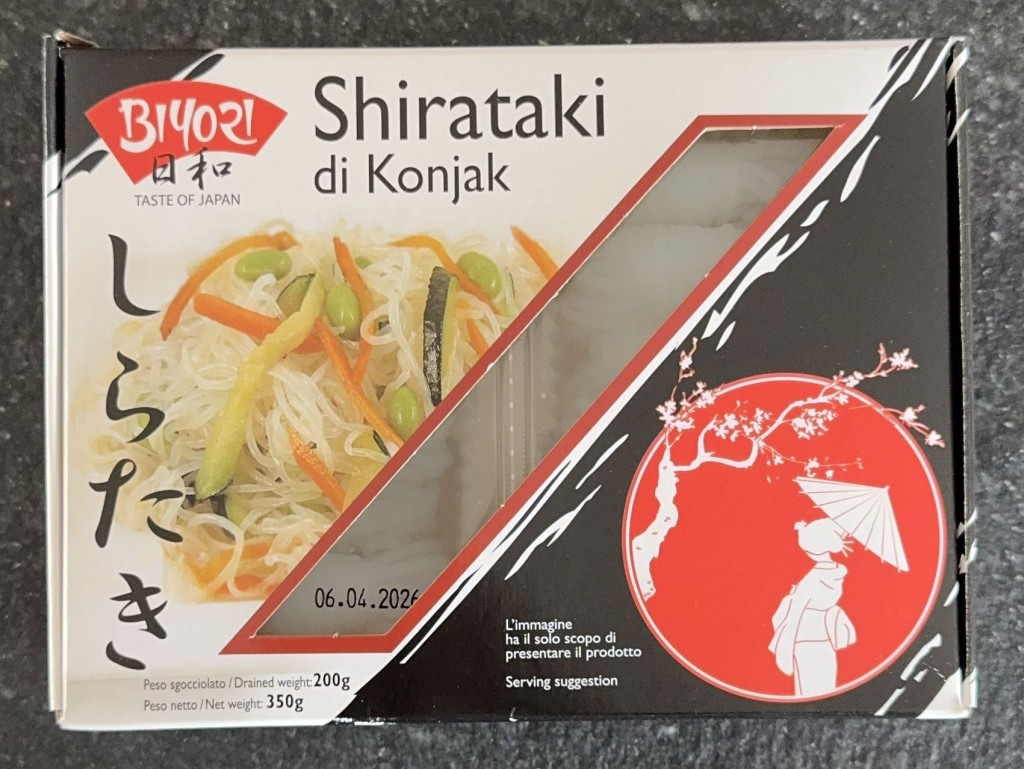 BIYORI
日和
TASTE OF JAPAN
Shirataki
di Konjak
しらたき
06.04.2026
L'immagine
ha il solo scopo di
presentare il prodotto
Serving suggestion
Peso sgocciolato / Drained weight: 200g
Peso netto / Net weight: 350g